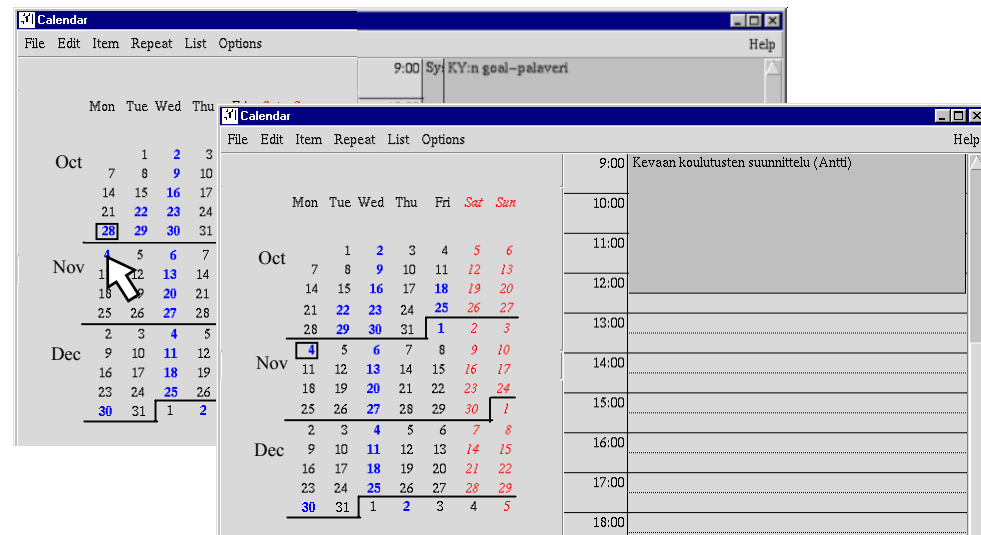 Calendar
File Edit Item Repeat List Options Help
9:00 Sy: KY:n goal-palaveri
Mon Tue Wed Thu
Oct
1 2 3
7 8 9 10
14 15 16 17
21 22 23 24
28 29 30 31
Nov
4 5 6 7
12 13 14
18 19 20 21
25 26 27 28
Dec
2 3 4 5
9 10 11 12
16 17 18 19
23 24 25 26
30 31 1 2
Calendar
File Edit Item Repeat List Options Help
Mon Tue Wed Thu Fri Sat Sun
Oct
1 2 3 4 5 6
7 8 9 10 11 12 13
14 15 16 17 18 19 20
21 22 23 24 25 26 27
28 29 30 31 1 2 3
Nov
4 5 6 7 8 9 10
11 12 13 14 15 16 17
18 19 20 21 22 23 24
25 26 27 28 29 30 1
Dec
2 3 4 5 6 7 8
9 10 11 12 13 14 15
16 17 18 19 20 21 22
23 24 25 26 27 28 29
30 31 1 2 3 4 5
9:00 Kevaan koulutusten suunnittelu (Antti)
10:00
11:00
12:00
13:00
14:00
15:00
16:00
17:00
18:00